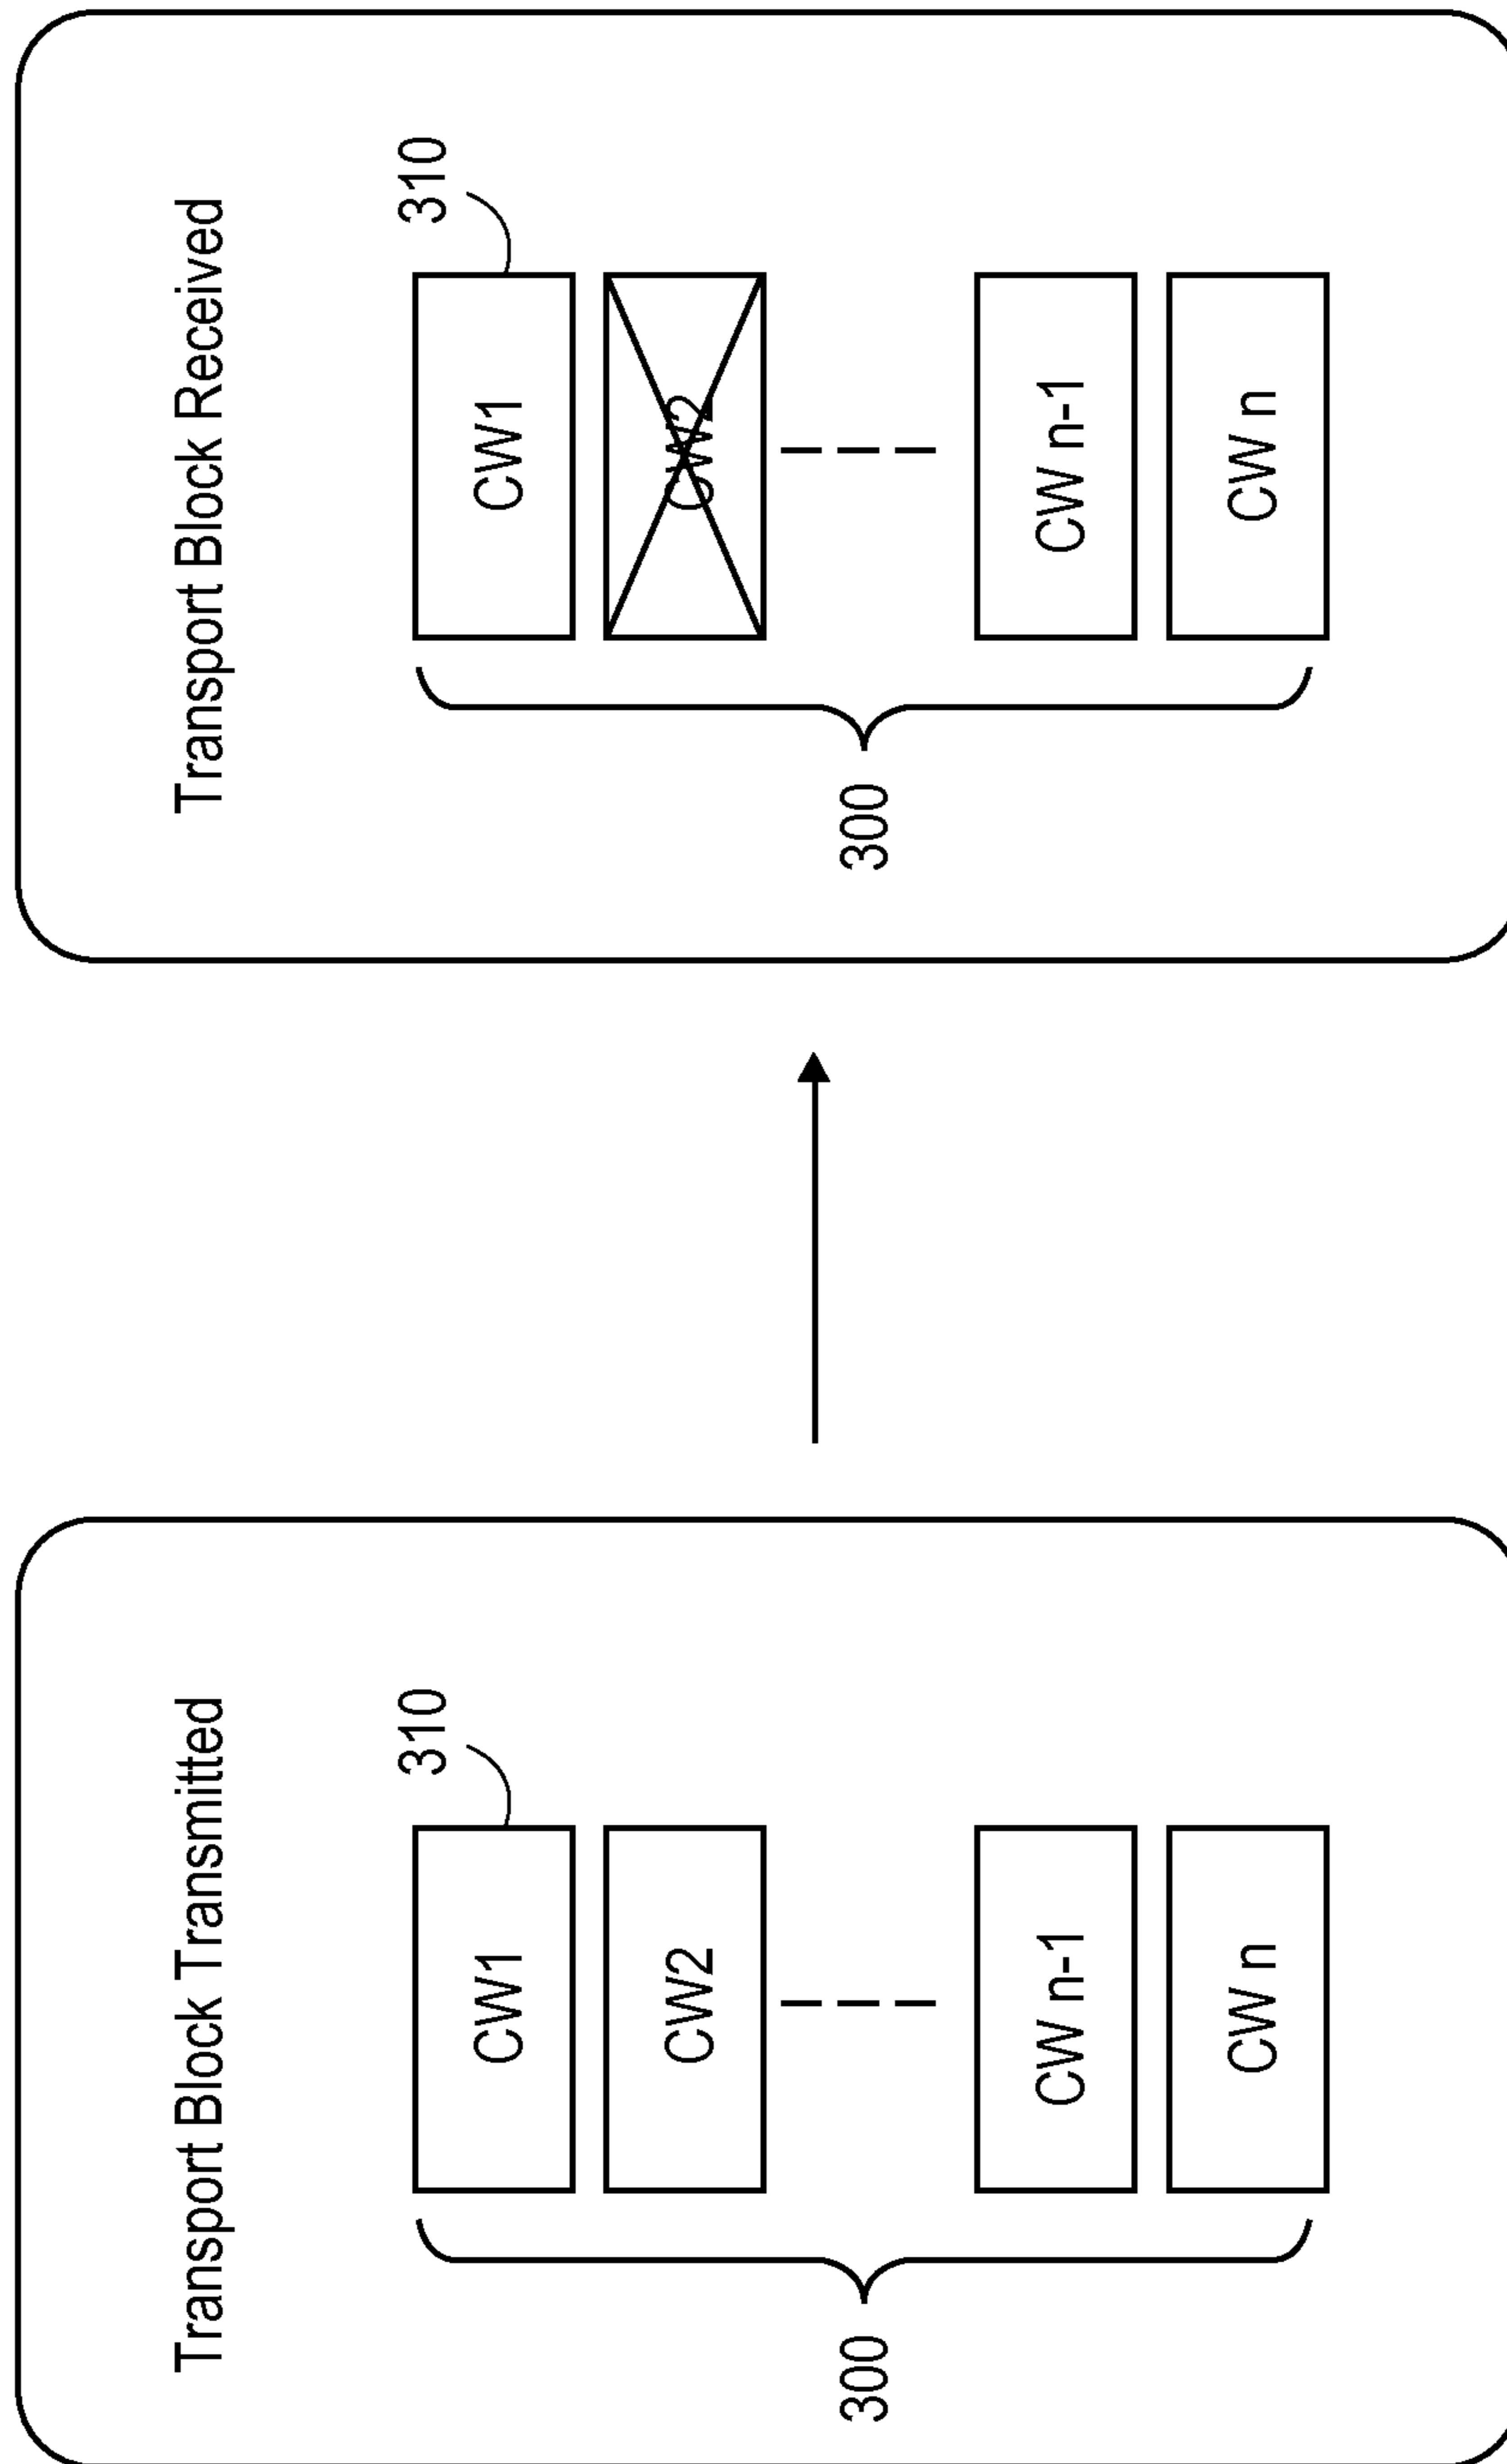 Transport Block Transmitted
310
CW1
CW2
CW n-1
CW n
300
Transport Block Received
310
CW1
CW2
CW n-1
CW n
300